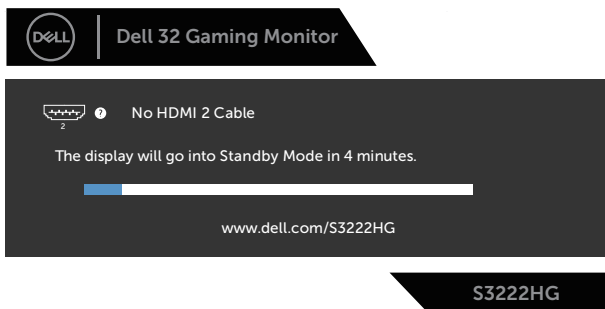 DELL
Dell 32 Gaming Monitor
? No HDMI 2 Cable
2
The display will go into Standby Mode in 4 minutes.
www.dell.com/S3222HG
S3222HG